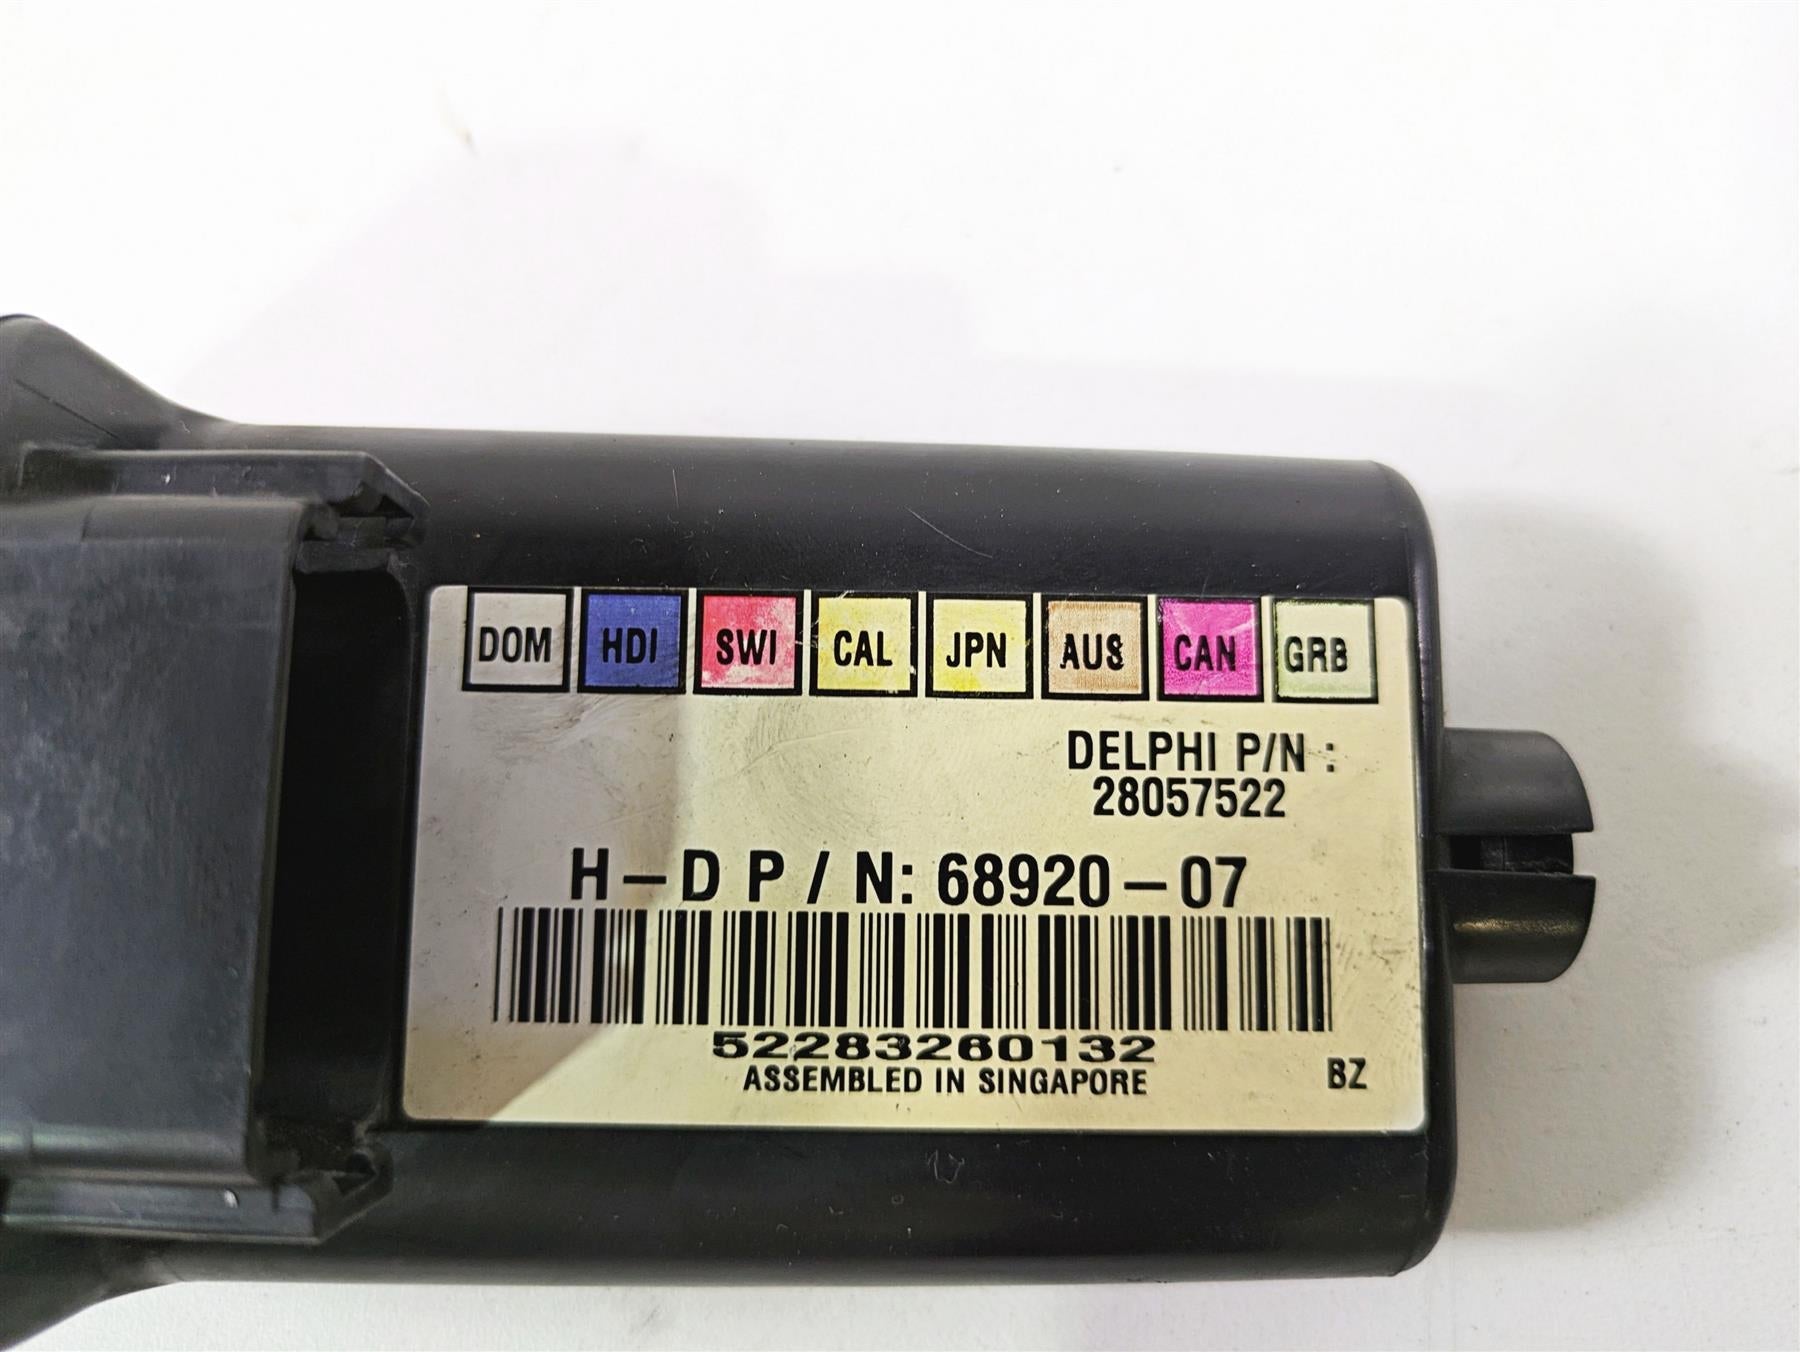 DOM HDI SWI CAL JPN AUS CAN GRB
DELPHI P/N :
28057522
H-D P/N: 68920-07
52283260132
ASSEMBLED IN SINGAPORE BZ